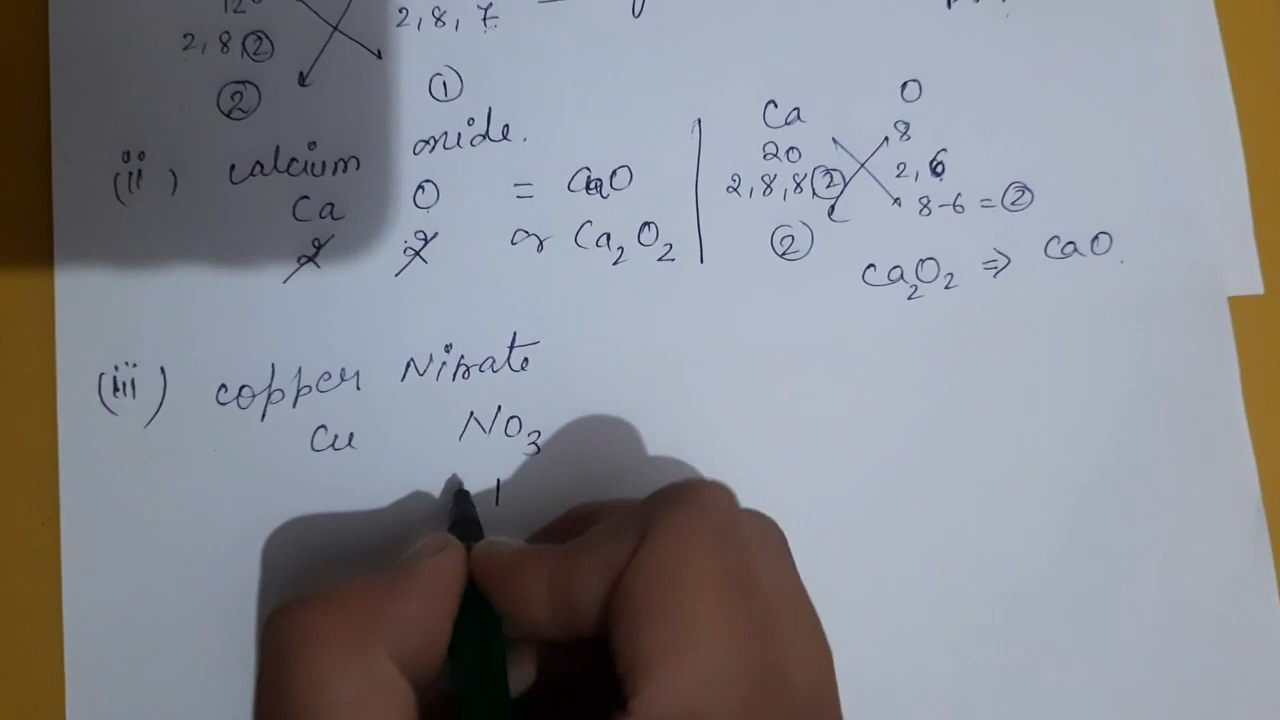 12
2, 8, 7
2, 8 2
2 1
(ii) calcium oxide.
Ca O = CaO
2 2 or Ca2O2
Ca O
20 8
2, 8, 8 2 2, 6
8-6 = 2
2
Ca2O2 ⇒ CaO.
(iii) copper Nitrate
Cu NO3
1